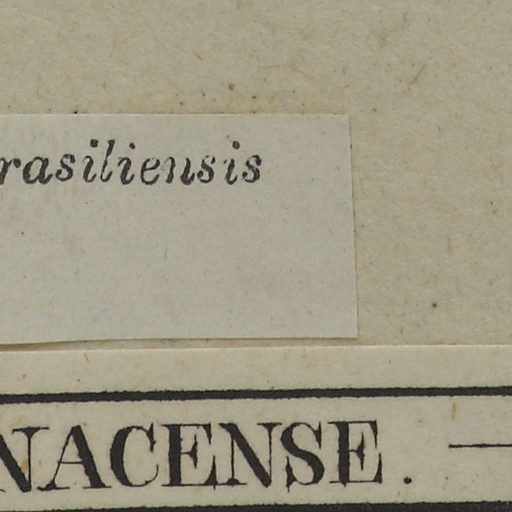 rasiliensis
NACENSE. —